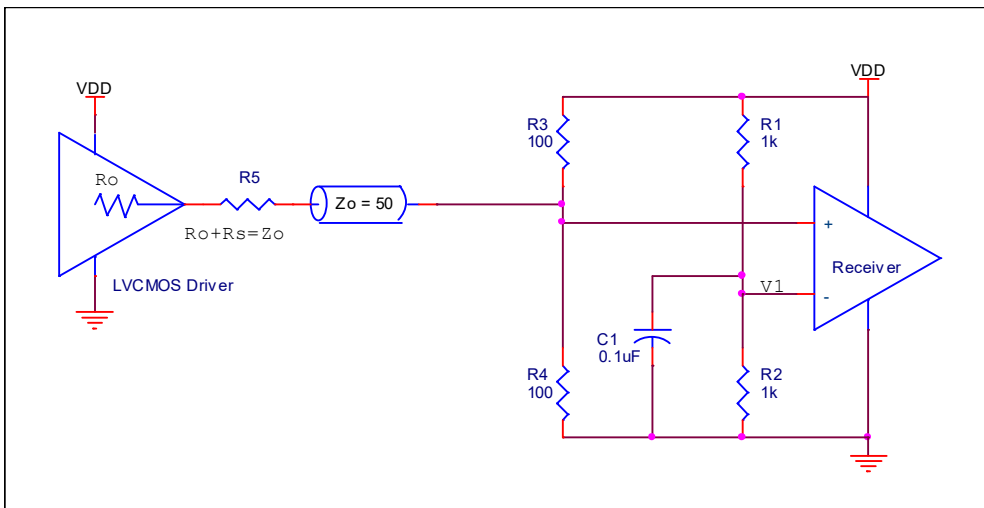 VDD
VDD
R3
100
R1
1k
Ro
R5
Zo = 50
Ro+Rs=Zo
+
Receiver
LVCMOS Driver
V1
-
C1
0.1uF
R4
100
R2
1k